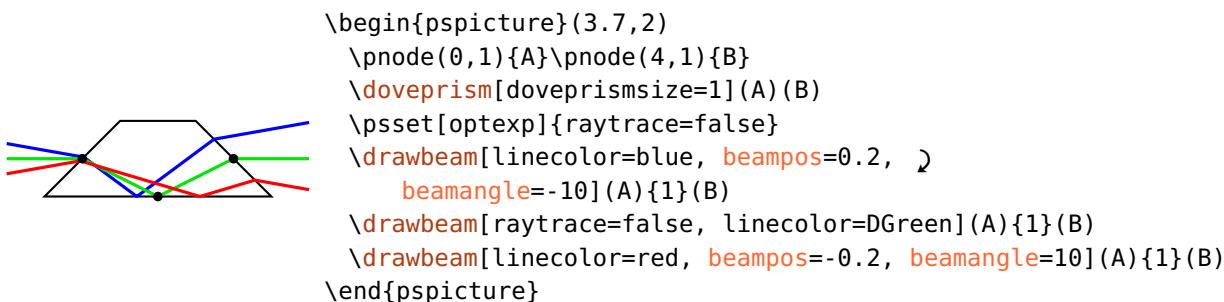 \begin{pspicture}(3.7,2)
\pnode(0,1){A}\pnode(4,1){B}
\doveprism[doveprismsize=1](A)(B)
\psset[optexp]{raytrace=false}
\drawbeam[linecolor=blue, beampos=0.2,
beamangle=-10](A){1}(B)
\drawbeam[raytrace=false, linecolor=DGreen](A){1}(B)
\drawbeam[linecolor=red, beampos=-0.2, beamangle=10](A){1}(B)
\end{pspicture}